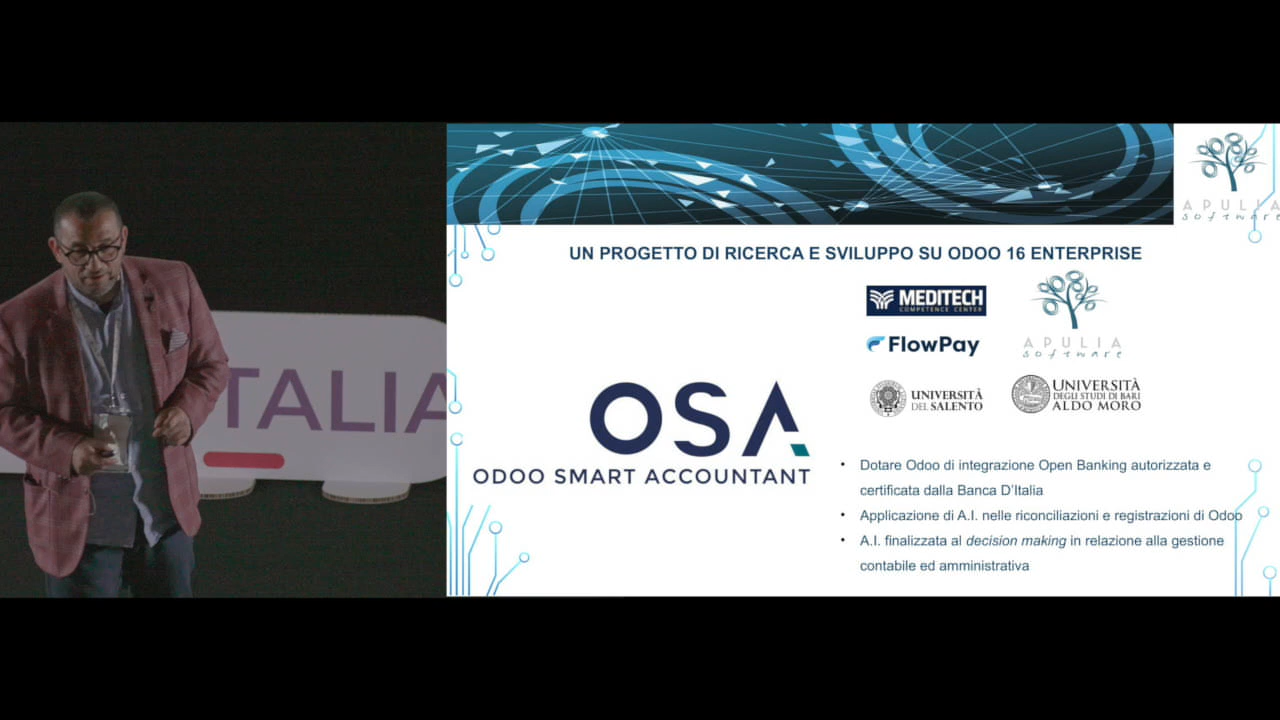 TALIA
APULIA
software
UN PROGETTO DI RICERCA E SVILUPPO SU ODOO 16 ENTERPRISE
MEDITECH
COMPETENCE CENTER
APULIA
software
FlowPay
UNIVERSITÀ
DEL SALENTO
UNIVERSITÀ
DEGLI STUDI DI BARI
ALDO MORO
OSA
ODOO SMART ACCOUNTANT
• Dotare Odoo di integrazione Open Banking autorizzata e
certificata dalla Banca D'Italia
• Applicazione di A.I. nelle riconciliazioni e registrazioni di Odoo
• A.I. finalizzata al decision making in relazione alla gestione
contabile ed amministrativa